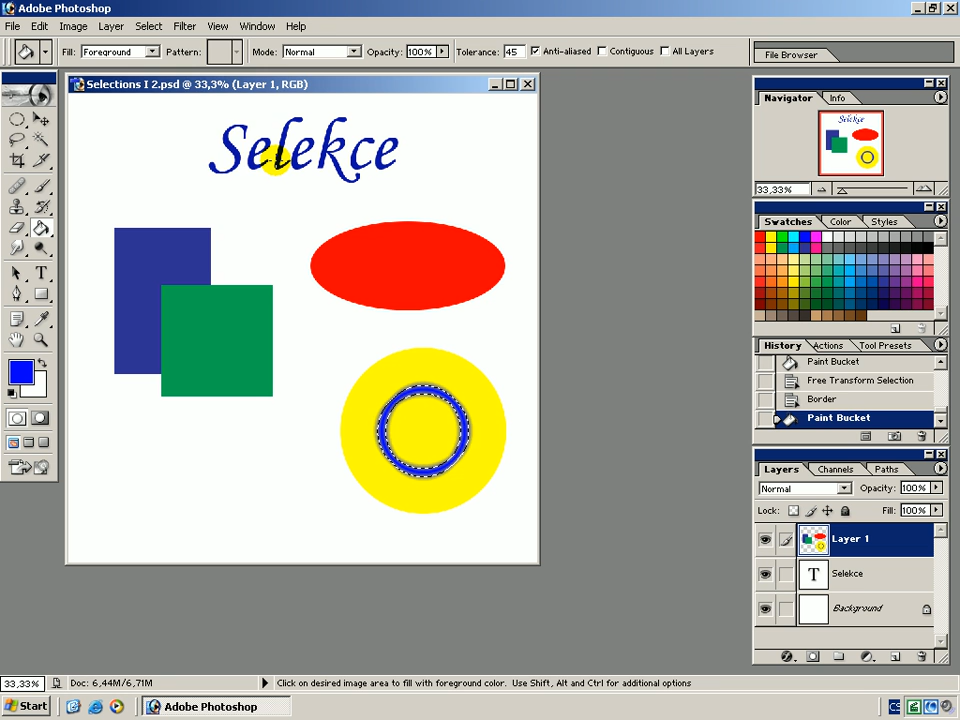 Adobe Photoshop
File Edit Image Layer Select Filter View Window Help
Fill: Foreground Pattern: Mode: Normal Opacity: 100% Tolerance: 45 Anti-aliased Contiguous All Layers File Browser
Selections I 2.psd @ 33,3% (Layer 1, RGB)
Selekce
Navigator Info
Selekce
33,33%
Swatches Color Styles
History Actions Tool Presets
Paint Bucket
Free Transform Selection
Border
Paint Bucket
Layers Channels Paths
Normal Opacity: 100%
Lock: Fill: 100%
Layer 1
T Selekce
Background
33,33% Doc: 6,44M/6,71M Click on desired image area to fill with foreground color. Use Shift, Alt and Ctrl for additional options
Start Adobe Photoshop CS